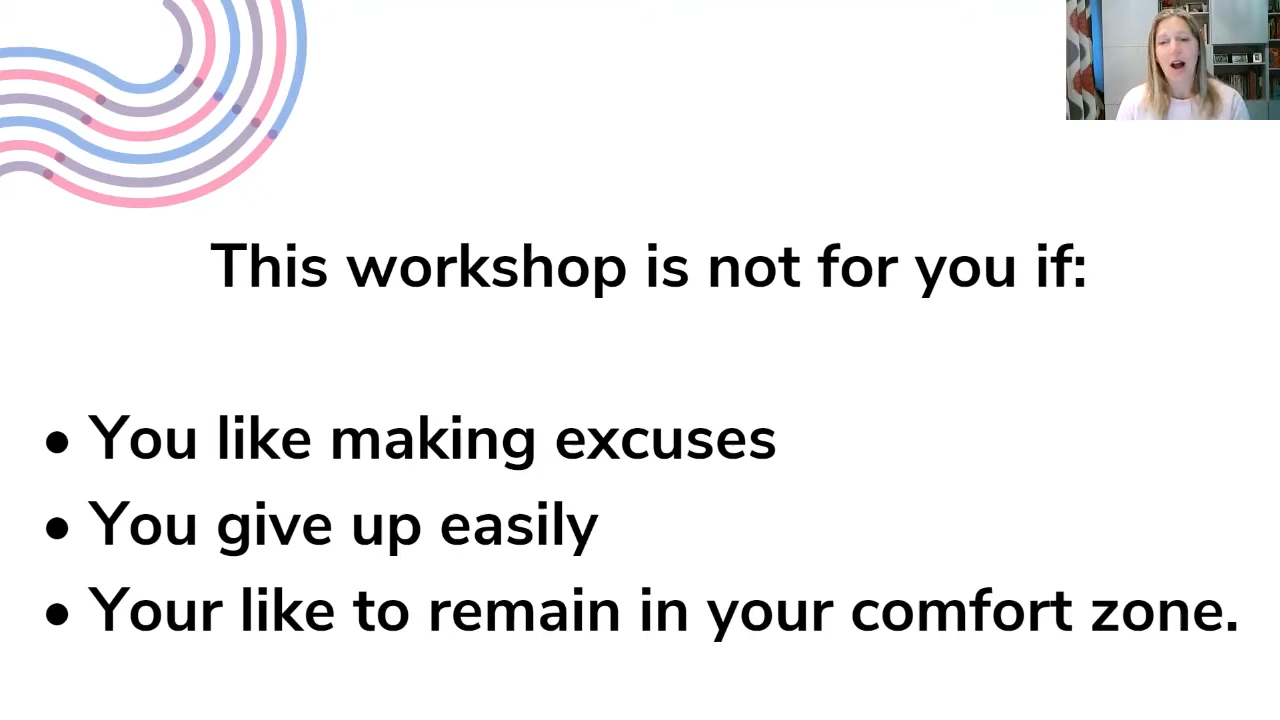 This workshop is not for you if:
• You like making excuses
• You give up easily
• Your like to remain in your comfort zone.